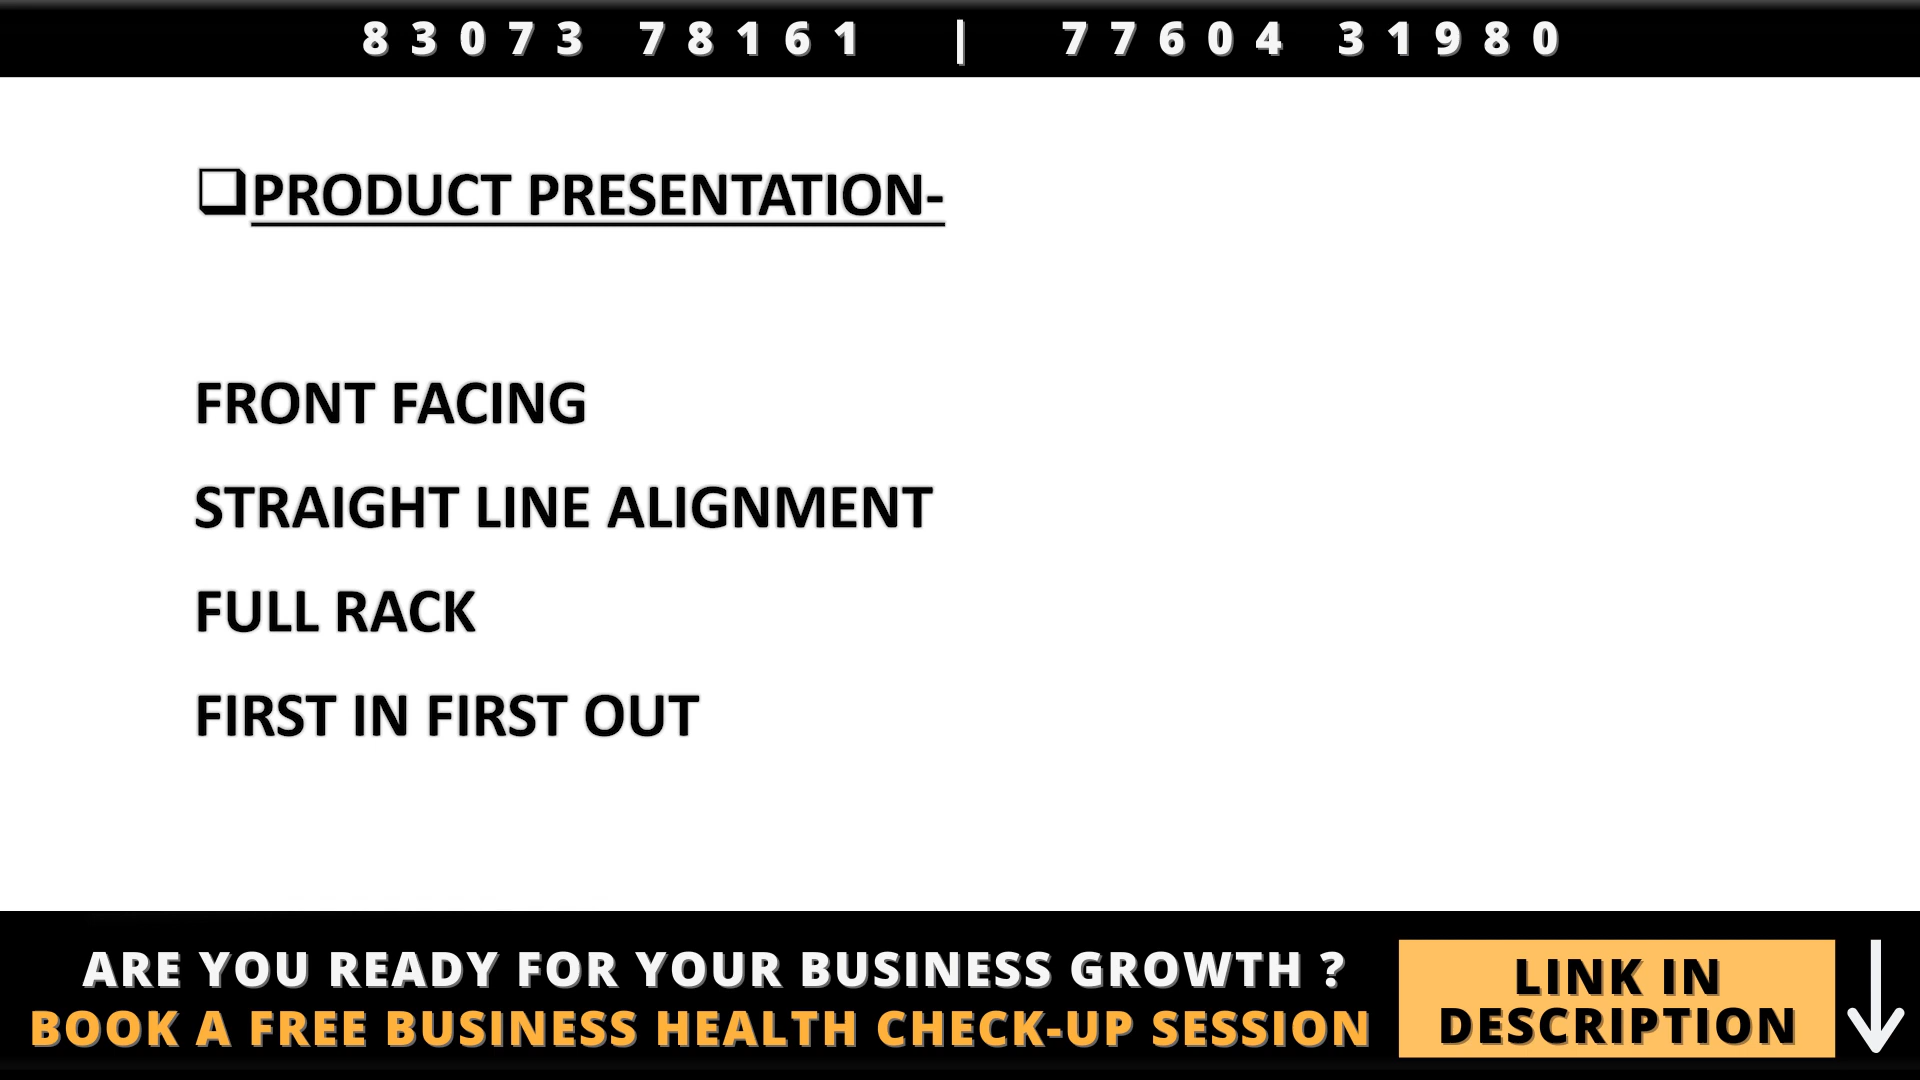 83073 78161 | 77604 31980
❑PRODUCT PRESENTATION-
FRONT FACING
STRAIGHT LINE ALIGNMENT
FULL RACK
FIRST IN FIRST OUT
ARE YOU READY FOR YOUR BUSINESS GROWTH ?
BOOK A FREE BUSINESS HEALTH CHECK-UP SESSION
LINK IN
DESCRIPTION